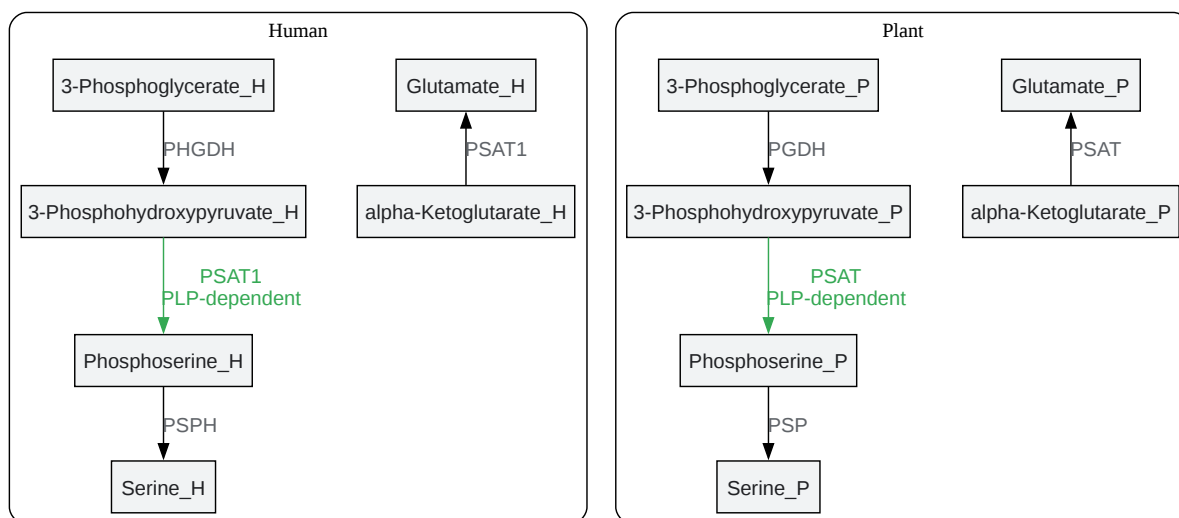 Human
3-Phosphoglycerate_H
Glutamate_H
PHGDH
PSAT1
3-Phosphohydroxypyruvate_H
alpha-Ketoglutarate_H
PSAT1
PLP-dependent
Phosphoserine_H
PSPH
Serine_H
Plant
3-Phosphoglycerate_P
Glutamate_P
PGDH
PSAT
3-Phosphohydroxypyruvate_P
alpha-Ketoglutarate_P
PSAT
PLP-dependent
Phosphoserine_P
PSP
Serine_P